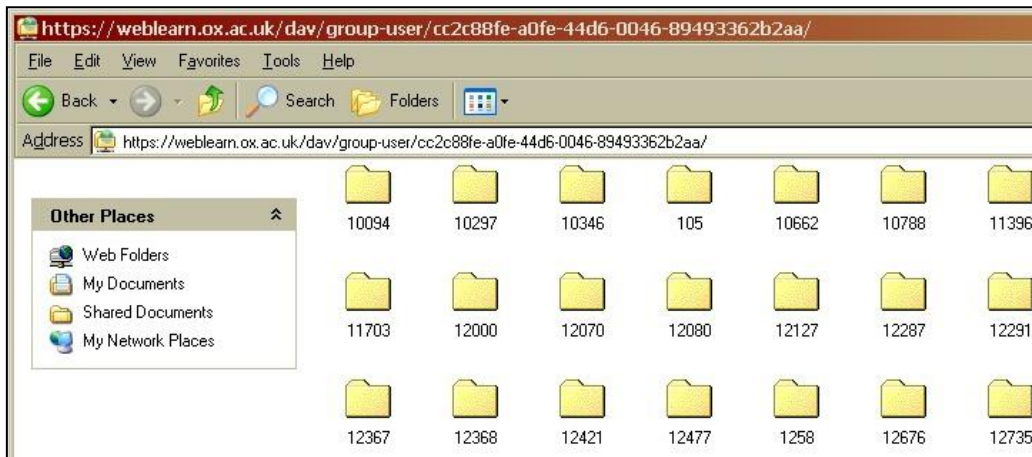 https://weblearn.ox.ac.uk/dav/group-user/cc2c88fe-a0fe-44d6-0046-89493362b2aa/
File Edit View Favorites Tools Help
Back Search Folders
Address https://weblearn.ox.ac.uk/dav/group-user/cc2c88fe-a0fe-44d6-0046-89493362b2aa/
Other Places
Web Folders
My Documents
Shared Documents
My Network Places
10094 10297 10346 105 10662 10788 11396
11703 12000 12070 12080 12127 12287 12291
12367 12368 12421 12477 1258 12676 12735